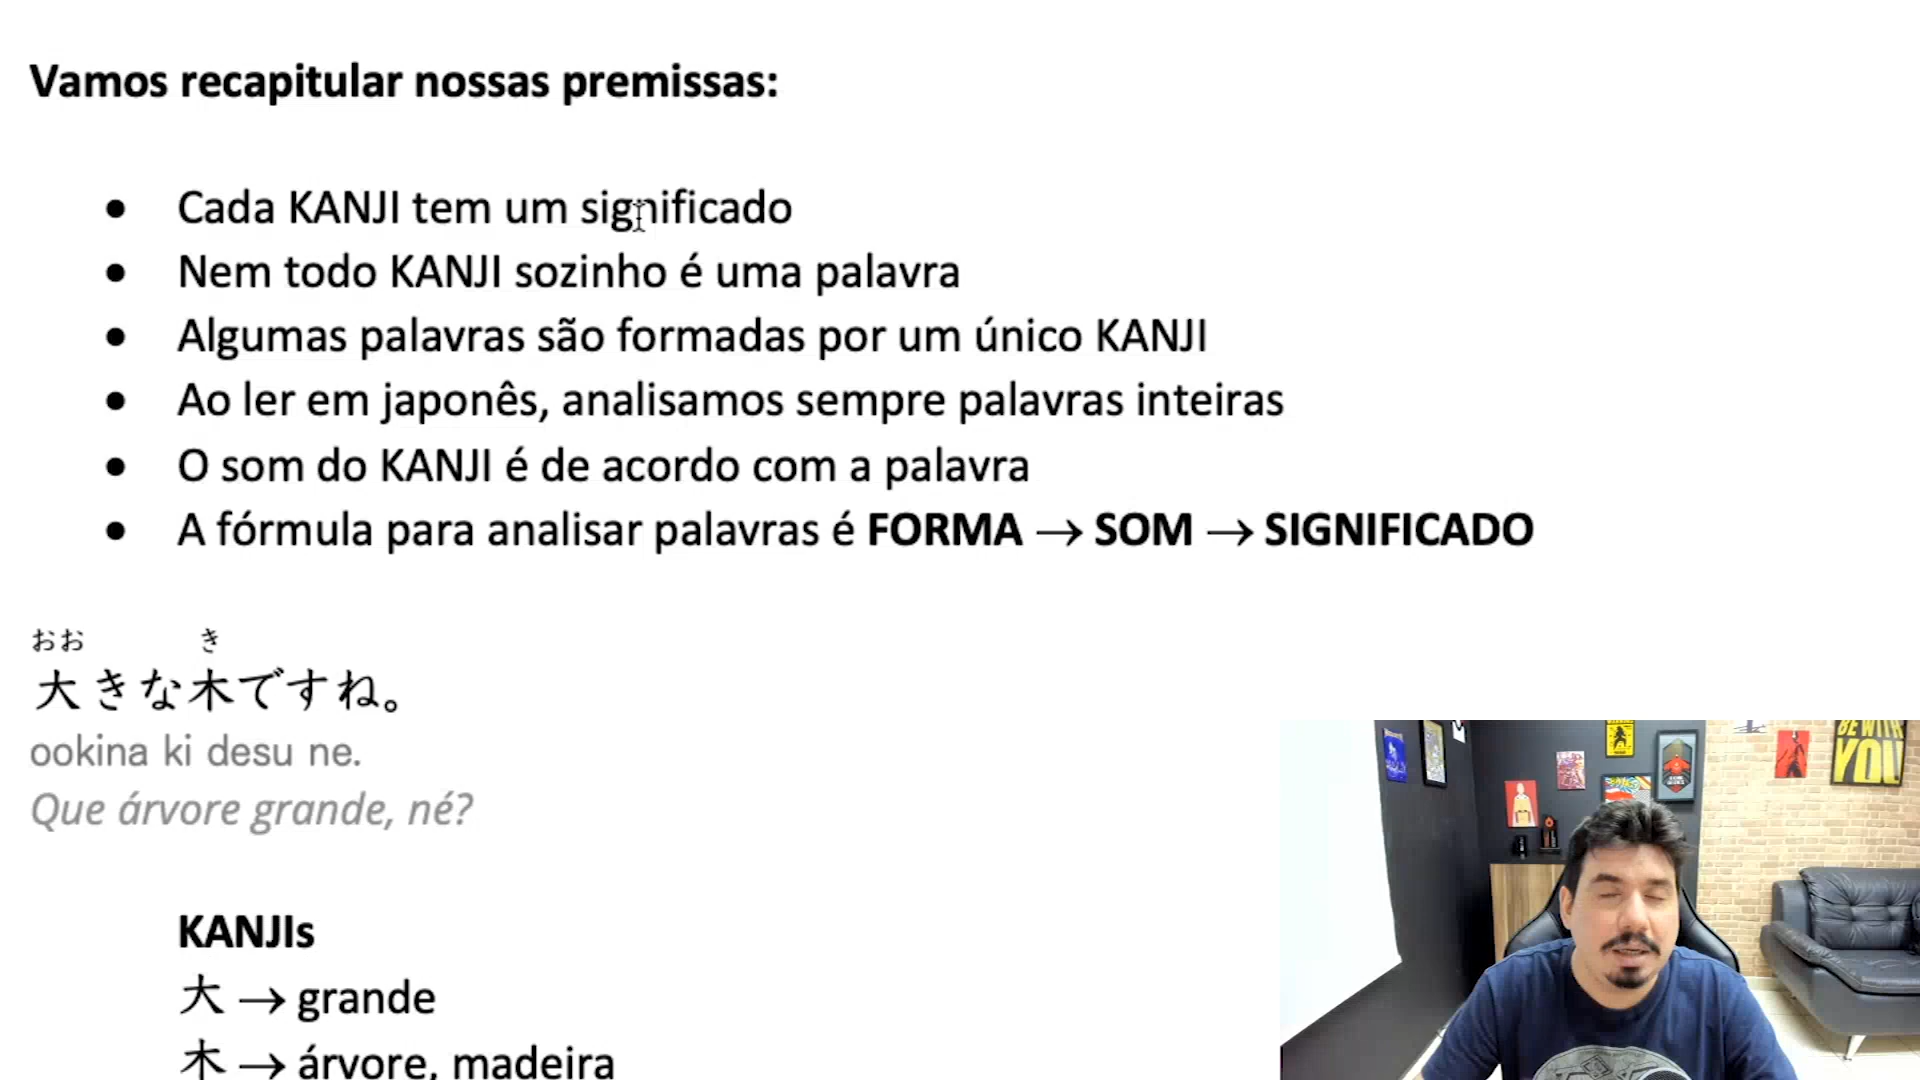 Vamos recapitular nossas premissas:
• Cada KANJI tem um significado
• Nem todo KANJI sozinho é uma palavra
• Algumas palavras são formadas por um único KANJI
• Ao ler em japonês, analisamos sempre palavras inteiras
• O som do KANJI é de acordo com a palavra
• A fórmula para analisar palavras é FORMA → SOM → SIGNIFICADO
おお き
大きな木ですね。
ookina ki desu ne.
Que árvore grande, né?
KANJIs
大 → grande
木 → árvore, madeira
BE WITH
YOU